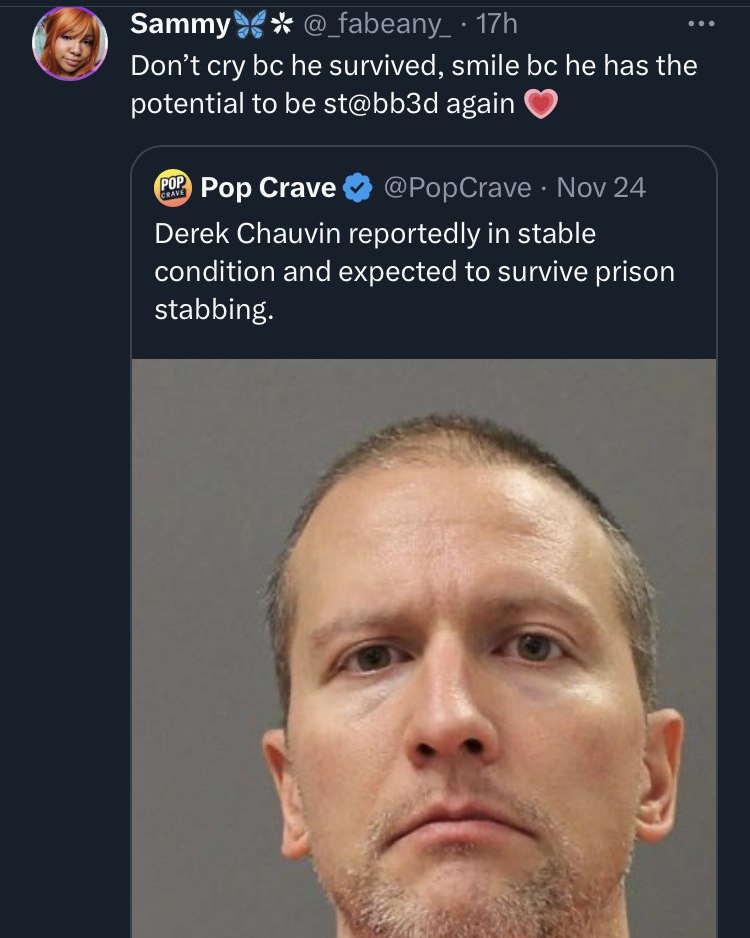 Sammy🦋✲ @_fabeany_ · 17h
Don’t cry bc he survived, smile bc he has the
potential to be st@bb3d again 💗
POP
CRAVE
Pop Crave @PopCrave · Nov 24
Derek Chauvin reportedly in stable
condition and expected to survive prison
stabbing.